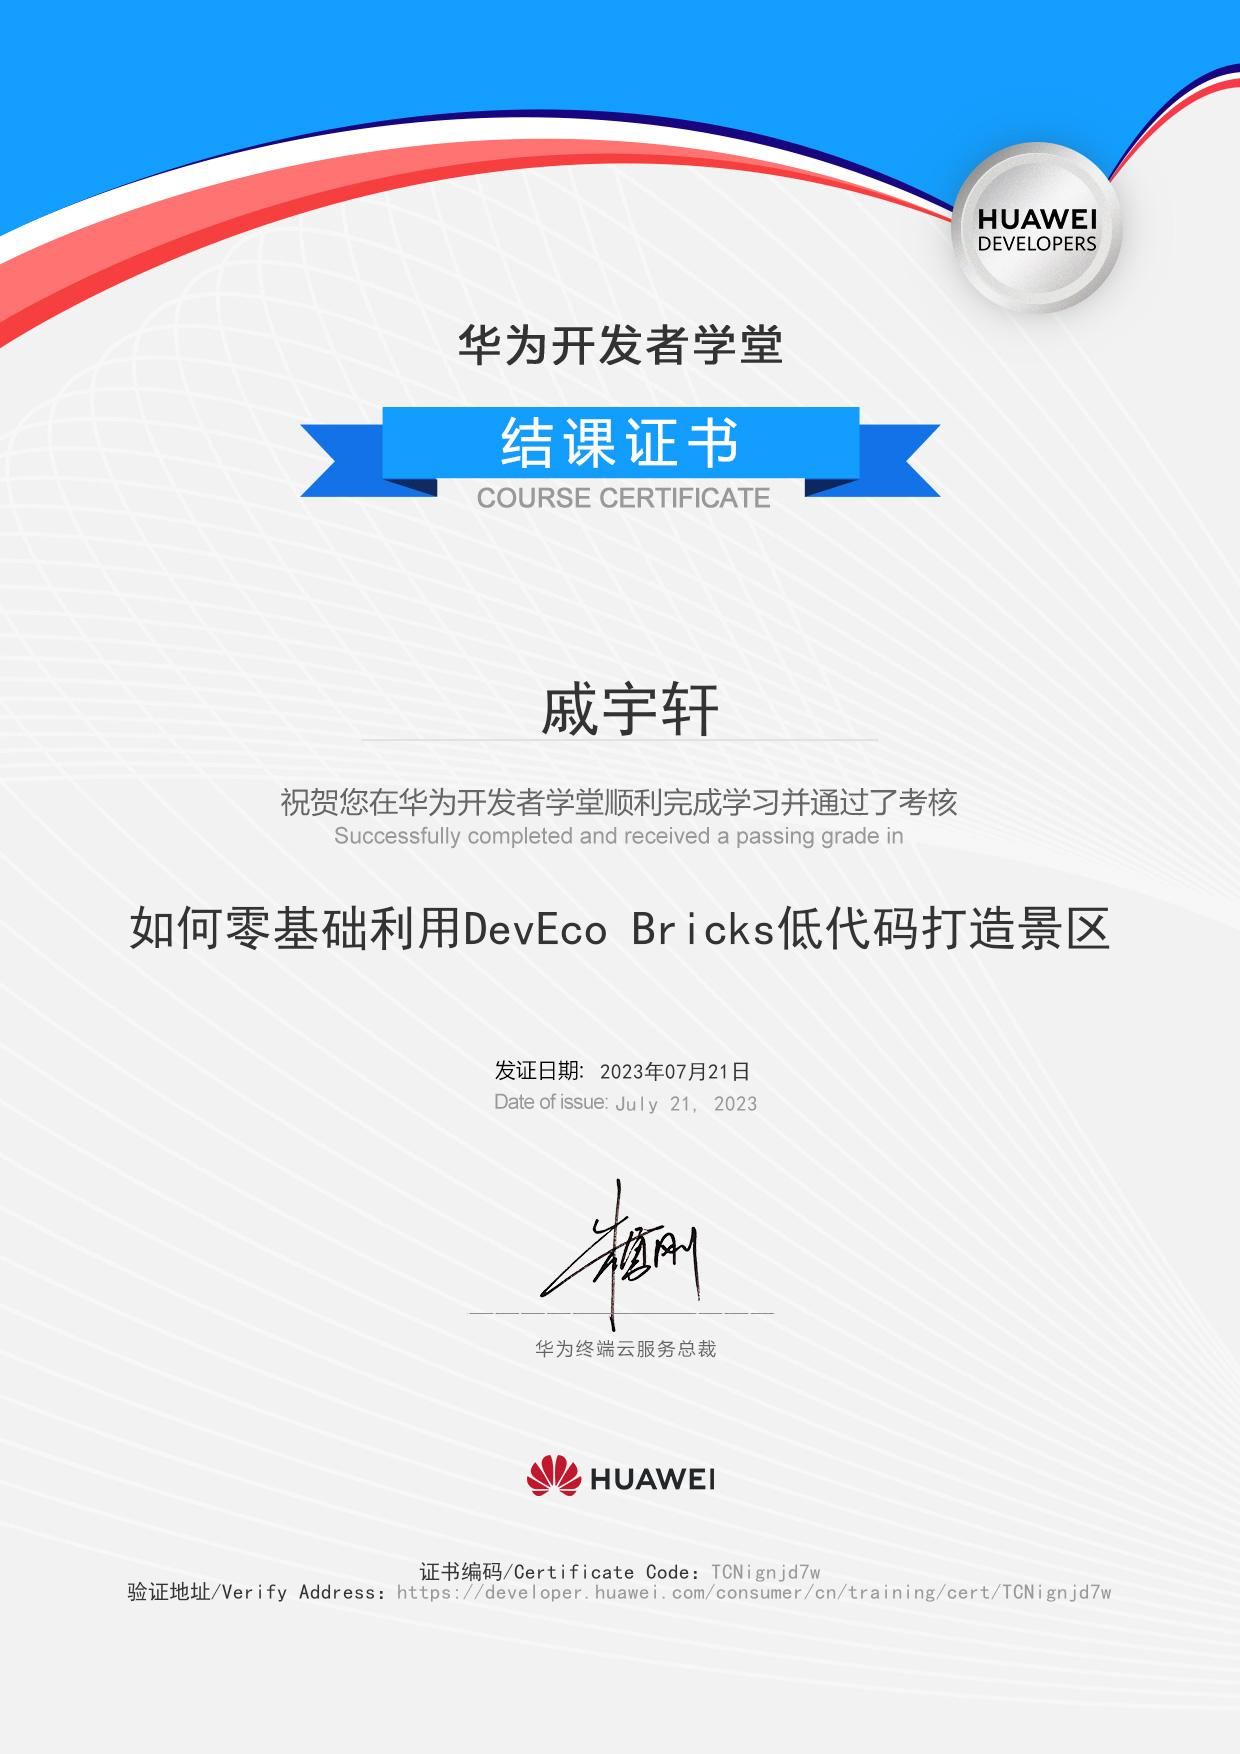 HUAWEI
DEVELOPERS
华为开发者学堂
结课证书
COURSE CERTIFICATE
戚宇轩
祝贺您在华为开发者学堂顺利完成学习并通过了考核
Successfully completed and received a passing grade in
如何零基础利用DevEco Bricks低代码打造景区
发证日期: 2023年07月21日
Date of issue: July 21, 2023
华为终端云服务总裁
HUAWEI
证书编码/Certificate Code: TCNignjd7w
验证地址/Verify Address: https://developer.huawei.com/consumer/cn/training/cert/TCNignjd7w